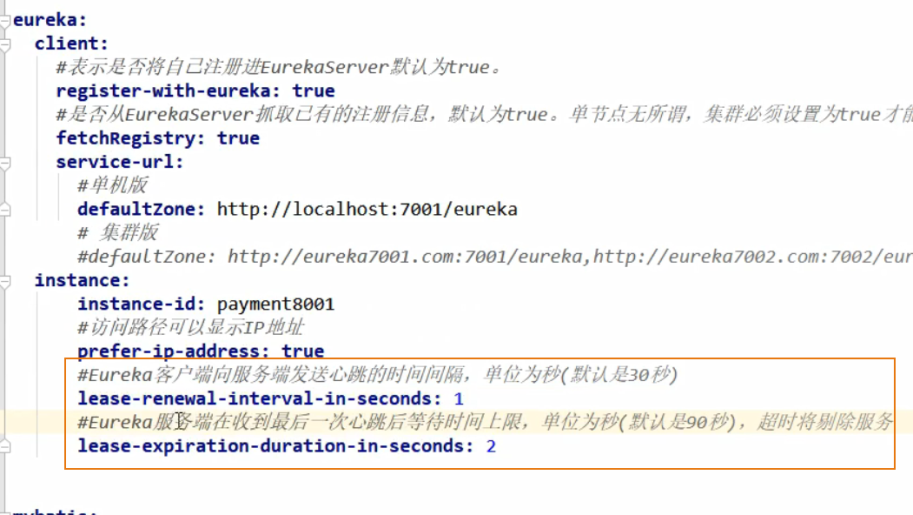 eureka:
client:
#表示是否将自己注册进EurekaServer默认为true。
register-with-eureka: true
#是否从EurekaServer抓取已有的注册信息，默认为true。单节点无所谓，集群必须设置为true才能
fetchRegistry: true
service-url:
#单机版
defaultZone: http://localhost:7001/eureka
# 集群版
#defaultZone: http://eureka7001.com:7001/eureka,http://eureka7002.com:7002/eur
instance:
instance-id: payment8001
#访问路径可以显示IP地址
prefer-ip-address: true
#Eureka客户端向服务端发送心跳的时间间隔，单位为秒(默认是30秒)
lease-renewal-interval-in-seconds: 1
#Eureka服务端在收到最后一次心跳后等待时间上限，单位为秒(默认是90秒)，超时将剔除服务
lease-expiration-duration-in-seconds: 2
mybatis: